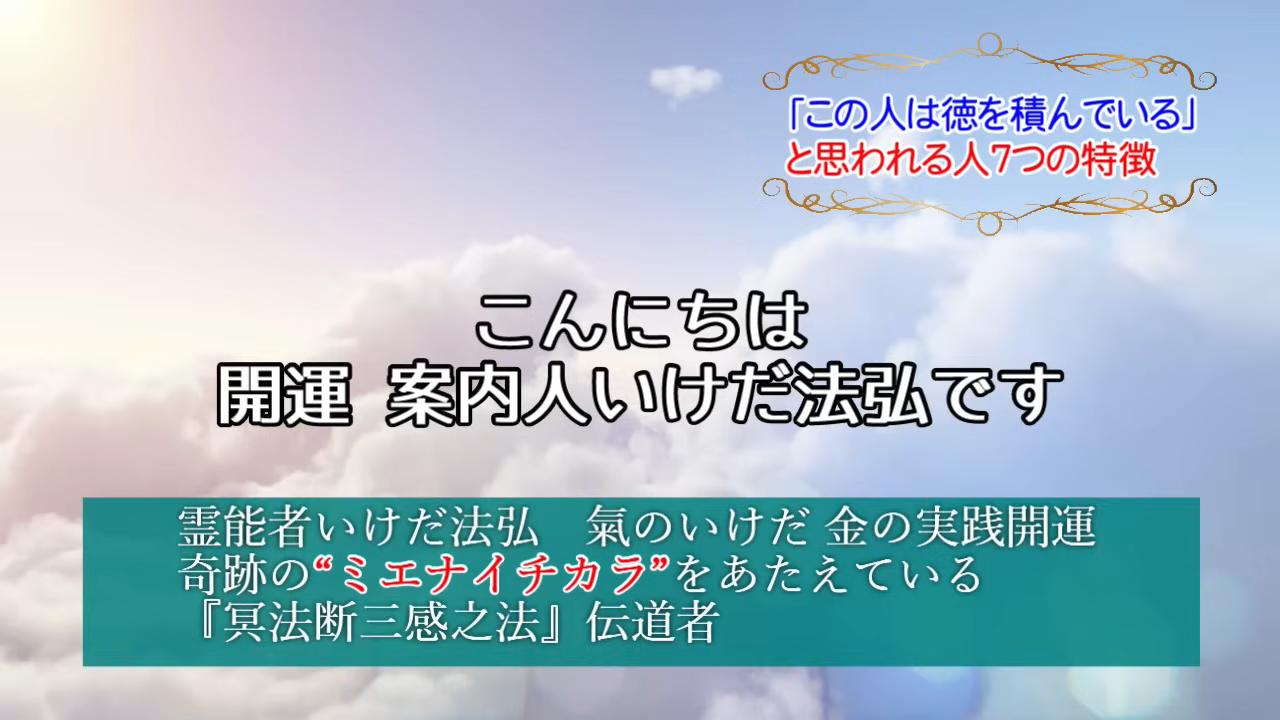 「この人は徳を積んでいる」
と思われる人7つの特徴
こんにちは
開運 案内人いけだ法弘です
霊能者いけだ法弘　氣のいけだ 金の実践開運
奇跡の“ミエナイチカラ”をあたえている
『冥法断三感之法』伝道者